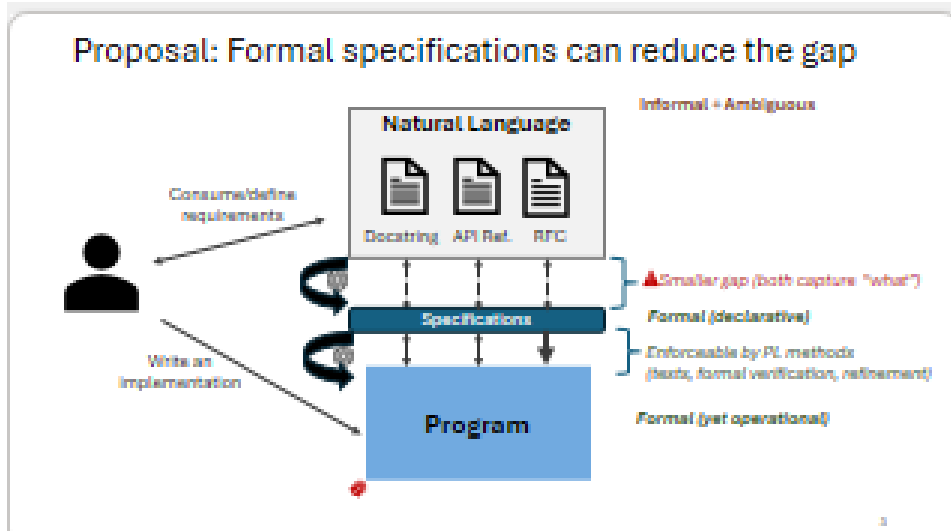 Proposal: Formal specifications can reduce the gap
Informal + Ambiguous
Natural Language
Consume/define
requirements
Docstring API Ref. RFC
Smaller gap (both capture "what")
Specifications
Formal (declarative)
Enforceable by PL methods
(tests, formal verification, refinement)
Write an
implementation
Program
Formal (yet operational)